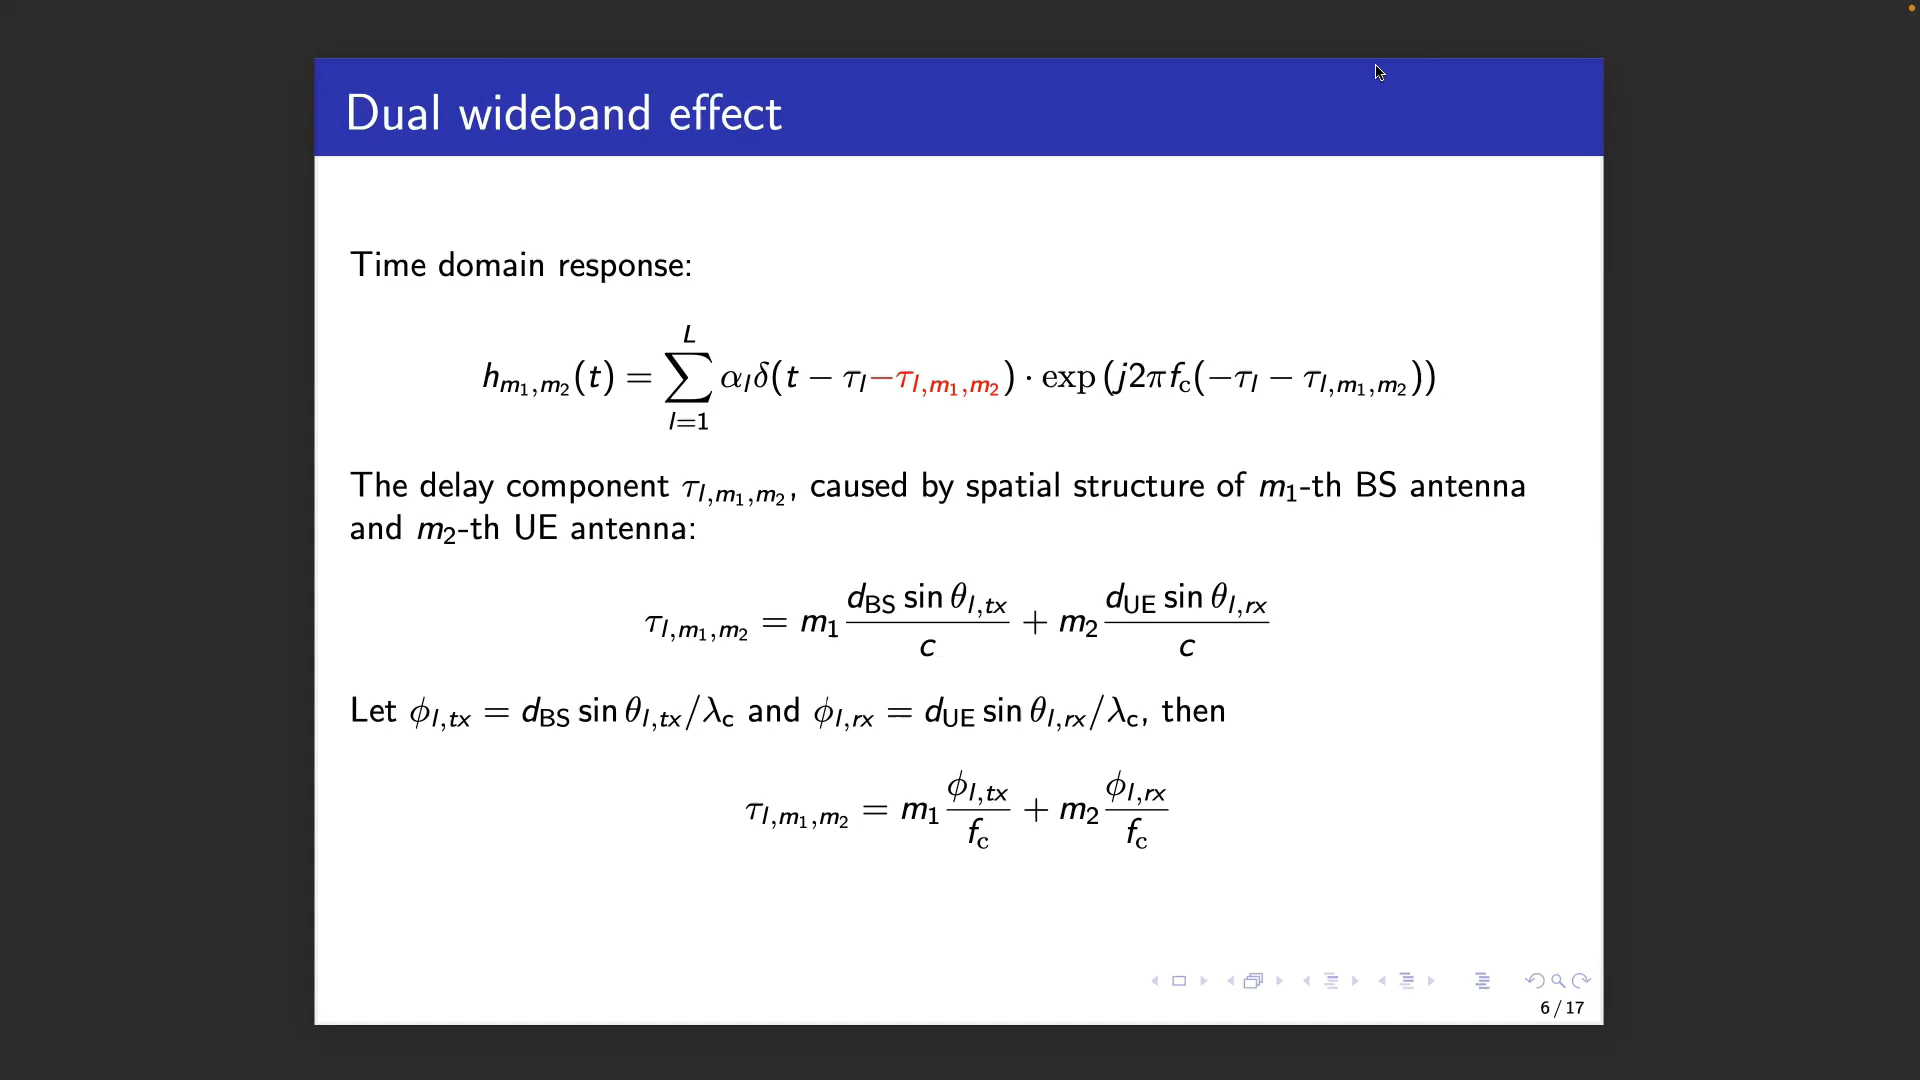 Dual wideband effect
Time domain response:
$h_{m_1,m_2}(t) = \sum_{l=1}^{L} \alpha_l \delta(t - \tau_l - \tau_{l,m_1,m_2}) \cdot \exp(j2\pi f_c(-\tau_l - \tau_{l,m_1,m_2}))$
The delay component $\tau_{l,m_1,m_2}$, caused by spatial structure of $m_1$-th BS antenna
and $m_2$-th UE antenna:
$\tau_{l,m_1,m_2} = m_1 \frac{d_{\text{BS}} \sin \theta_{l,tx}}{c} + m_2 \frac{d_{\text{UE}} \sin \theta_{l,rx}}{c}$
Let $\phi_{l,tx} = d_{\text{BS}} \sin \theta_{l,tx} / \lambda_c$ and $\phi_{l,rx} = d_{\text{UE}} \sin \theta_{l,rx} / \lambda_c$, then
$\tau_{l,m_1,m_2} = m_1 \frac{\phi_{l,tx}}{f_c} + m_2 \frac{\phi_{l,rx}}{f_c}$
6 / 17